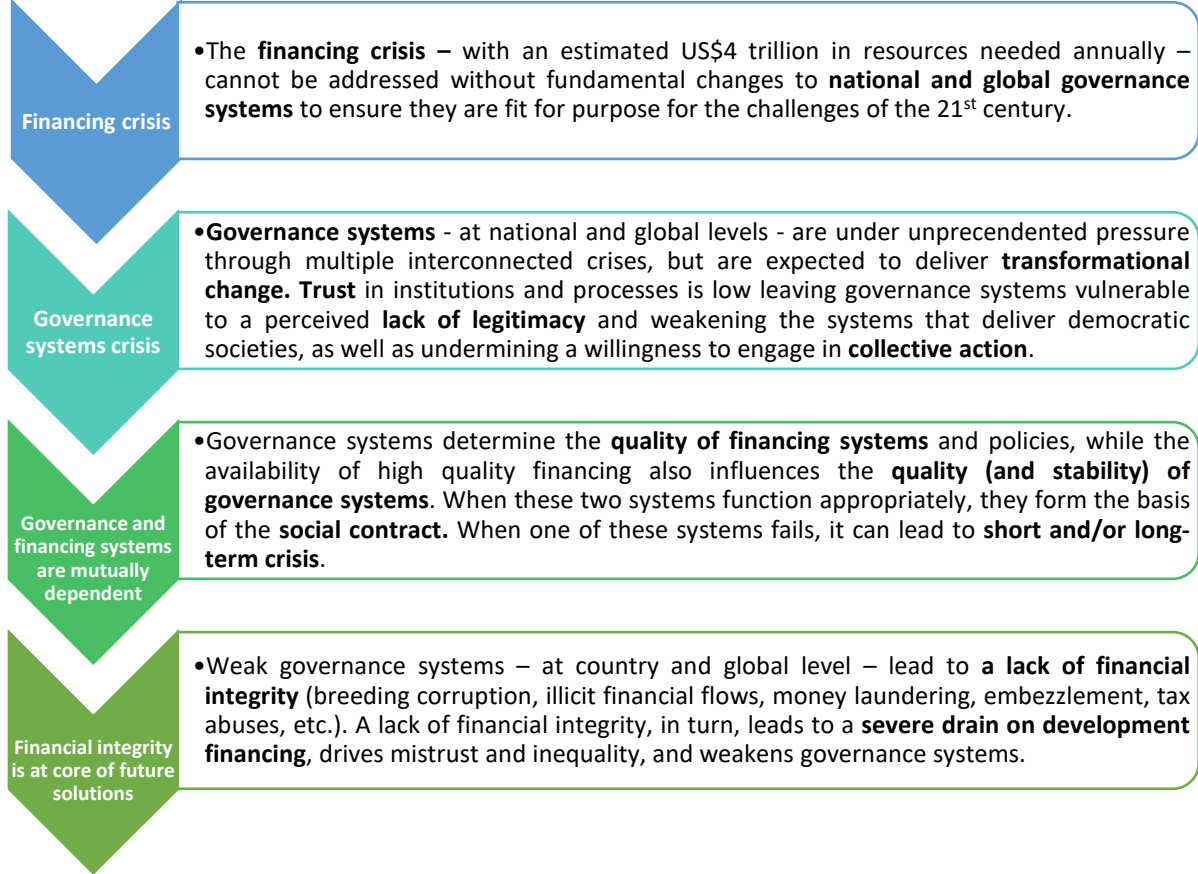 Financing crisis
•The financing crisis – with an estimated US$4 trillion in resources needed annually –
cannot be addressed without fundamental changes to national and global governance
systems to ensure they are fit for purpose for the challenges of the 21st century.
Governance
systems crisis
•Governance systems - at national and global levels - are under unprecendented pressure
through multiple interconnected crises, but are expected to deliver transformational
change. Trust in institutions and processes is low leaving governance systems vulnerable
to a perceived lack of legitimacy and weakening the systems that deliver democratic
societies, as well as undermining a willingness to engage in collective action.
Governance and
financing systems
are mutually
dependent
•Governance systems determine the quality of financing systems and policies, while the
availability of high quality financing also influences the quality (and stability) of
governance systems. When these two systems function appropriately, they form the basis
of the social contract. When one of these systems fails, it can lead to short and/or long-
term crisis.
Financial integrity
is at core of future
solutions
•Weak governance systems – at country and global level – lead to a lack of financial
integrity (breeding corruption, illicit financial flows, money laundering, embezzlement, tax
abuses, etc.). A lack of financial integrity, in turn, leads to a severe drain on development
financing, drives mistrust and inequality, and weakens governance systems.